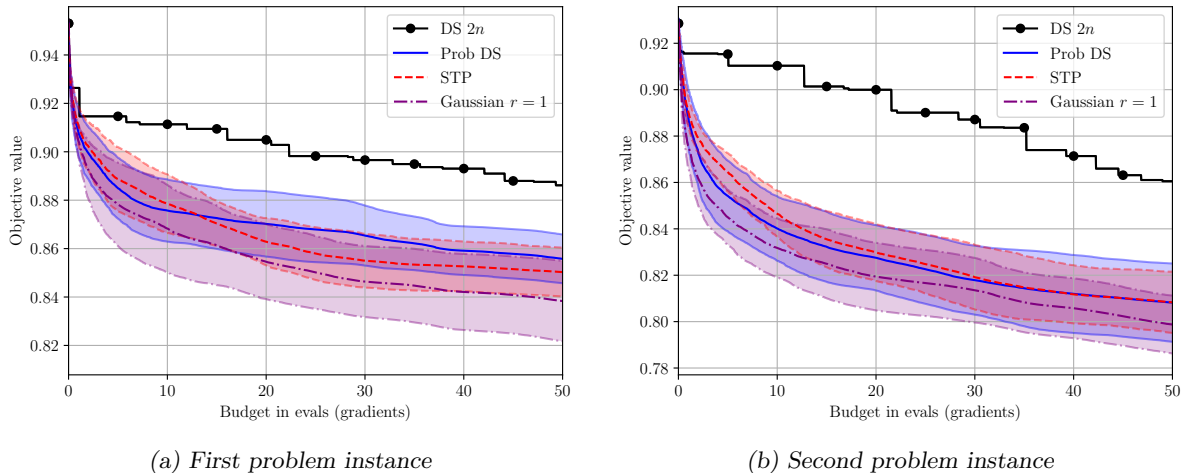 DS 2n
Prob DS
STP
Gaussian r = 1
0.94
0.92
0.90
0.88
0.86
0.84
0.82
Objective value
0 10 20 30 40 50
Budget in evals (gradients)
(a) First problem instance
DS 2n
Prob DS
STP
Gaussian r = 1
0.92
0.90
0.88
0.86
0.84
0.82
0.80
0.78
Objective value
0 10 20 30 40 50
Budget in evals (gradients)
(b) Second problem instance